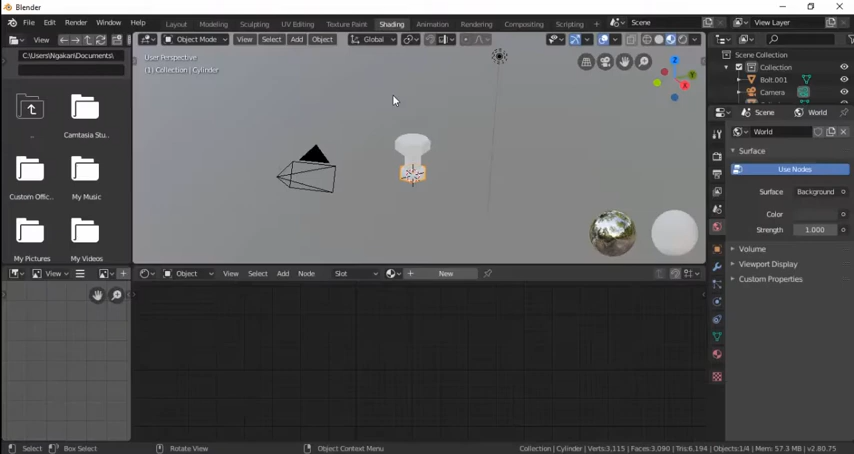 Blender
File Edit Render Window Help
Layout Modeling Sculpting UV Editing Texture Paint Shading Animation Rendering Compositing Scripting +
Scene
View Layer
View
Object Mode View Select Add Object Global
C:\Users\Ngakan\Documents\
User Perspective
(1) Collection | Cylinder
Scene Collection
Collection
Bolt.001
Camera
..
Camtasia Stu...
Custom Offic...
My Music
My Pictures
My Videos
Z
Y
X
Scene World
World
Surface
Use Nodes
Surface Background
Color
Strength 1.000
Volume
Viewport Display
Custom Properties
View
Object View Select Add Node Slot + New
Select Box Select Rotate View Object Context Menu
Collection | Cylinder | Verts:3,115 | Faces:3,090 | Tris:6,194 | Objects:1/4 | Mem: 57.3 MB | v2.80.75